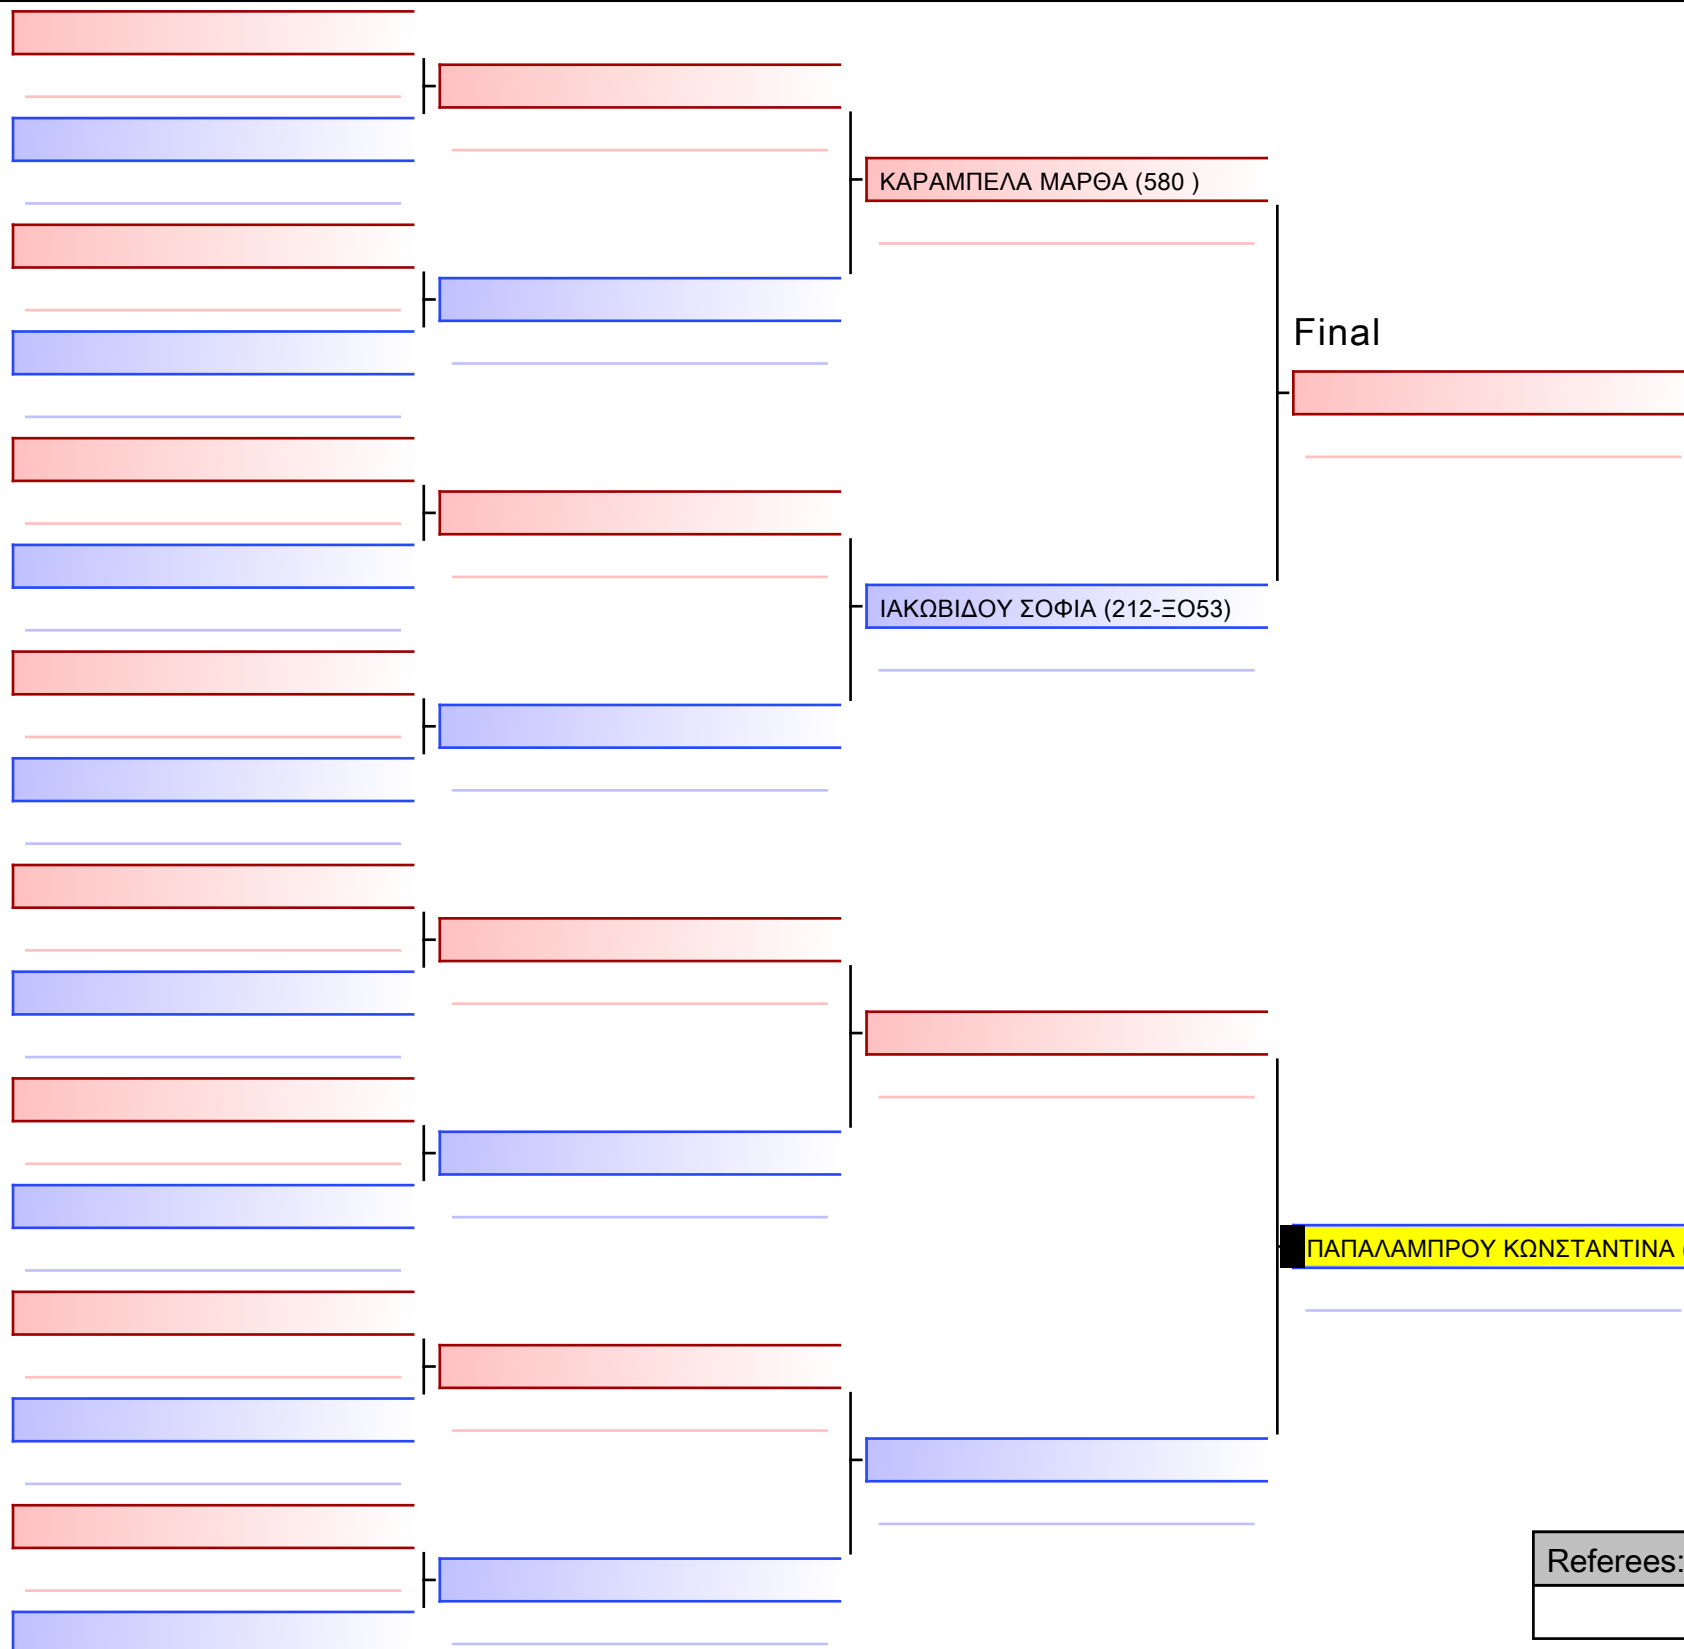 ΚΑΡΑΜΠΕΛΑ ΜΑΡΘΑ (580 )
Final
ΙΑΚΩΒΙΔΟΥ ΣΟΦΙΑ (212-ΞΟ53)
ΠΑΠΑΛΑΜΠΡΟΥ ΚΩΝΣΤΑΝΤΙΝΑ (
Referees: